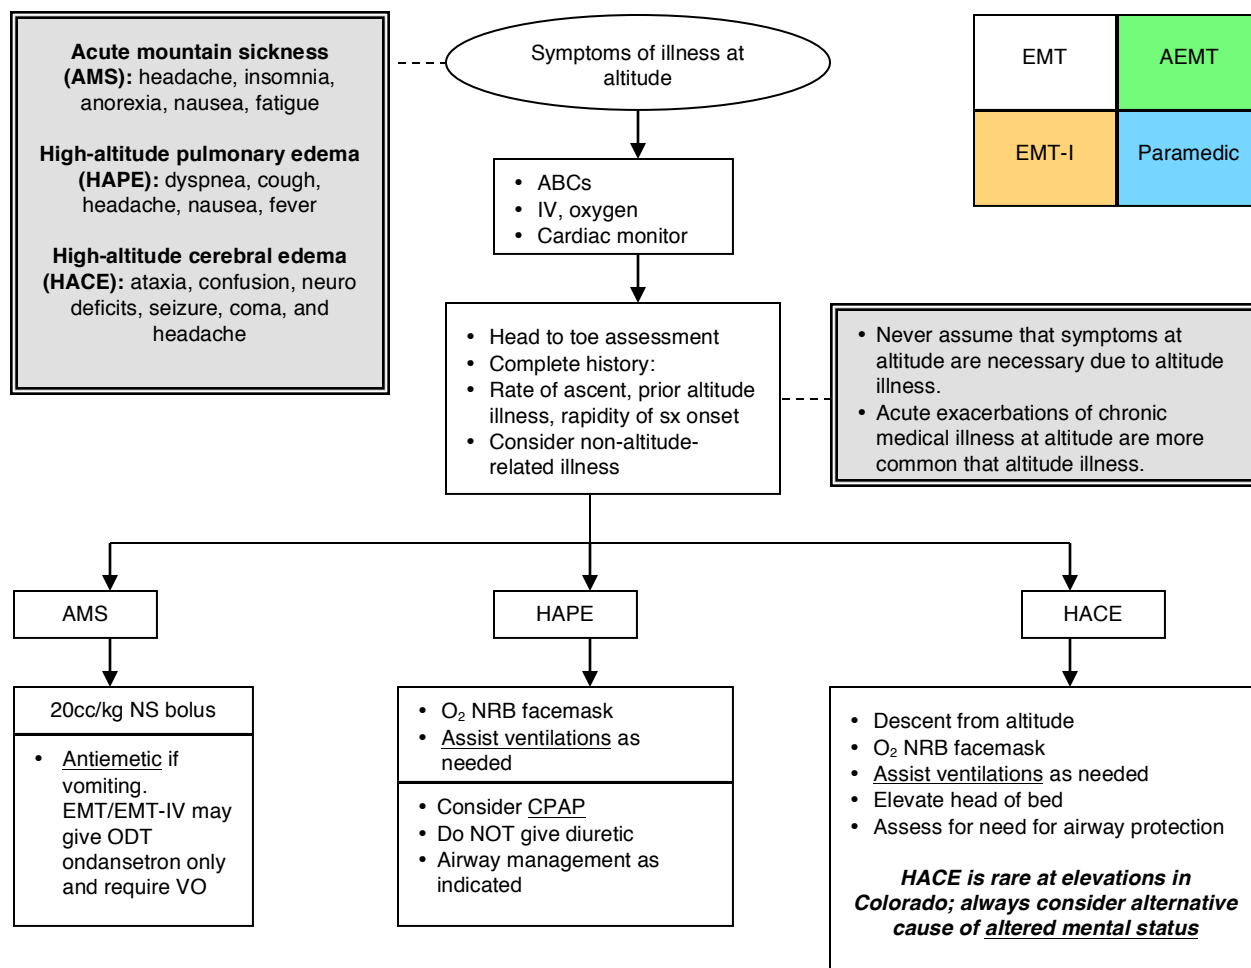 Acute mountain sickness
(AMS): headache, insomnia,
anorexia, nausea, fatigue
High-altitude pulmonary edema
(HAPE): dyspnea, cough,
headache, nausea, fever
High-altitude cerebral edema
(HACE): ataxia, confusion, neuro
deficits, seizure, coma, and
headache
Symptoms of illness at
altitude
EMT
AEMT
EMT-I
Paramedic
• ABCs
• IV, oxygen
• Cardiac monitor
• Head to toe assessment
• Complete history:
• Rate of ascent, prior altitude
illness, rapidity of sx onset
• Consider non-altitude-
related illness
• Never assume that symptoms at
altitude are necessary due to altitude
illness.
• Acute exacerbations of chronic
medical illness at altitude are more
common that altitude illness.
AMS
HAPE
HACE
20cc/kg NS bolus
• Antiemetic if
vomiting.
EMT/EMT-IV may
give ODT
ondansetron only
and require VO
• O₂ NRB facemask
• Assist ventilations as
needed
• Consider CPAP
• Do NOT give diuretic
• Airway management as
indicated
• Descent from altitude
• O₂ NRB facemask
• Assist ventilations as needed
• Elevate head of bed
• Assess for need for airway protection
HACE is rare at elevations in
Colorado; always consider alternative
cause of altered mental status